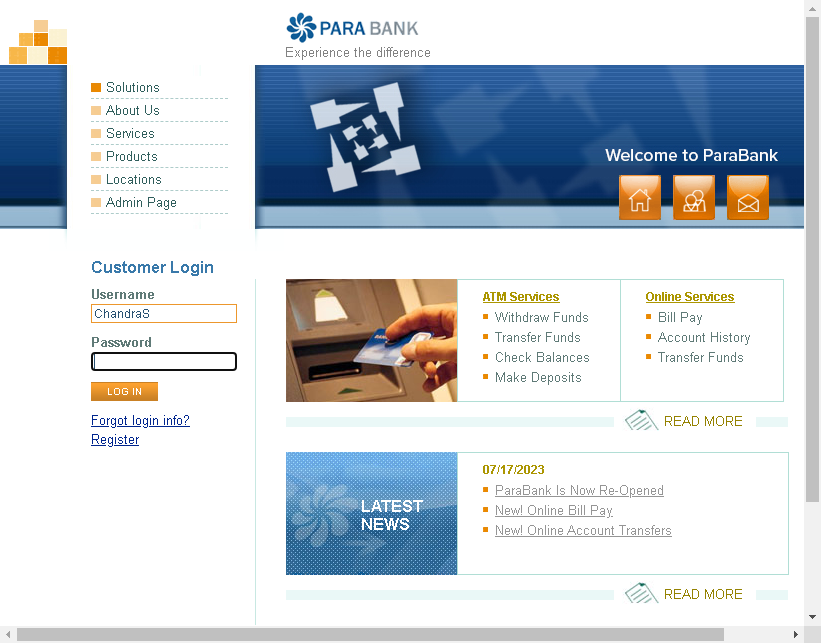 PARA BANK
Experience the difference
Solutions
About Us
Services
Products
Locations
Admin Page
Welcome to ParaBank
Customer Login
Username
ChandraS
Password
LOG IN
Forgot login info?
Register
ATM Services
Withdraw Funds
Transfer Funds
Check Balances
Make Deposits
Online Services
Bill Pay
Account History
Transfer Funds
READ MORE
LATEST
NEWS
07/17/2023
ParaBank Is Now Re-Opened
New! Online Bill Pay
New! Online Account Transfers
READ MORE